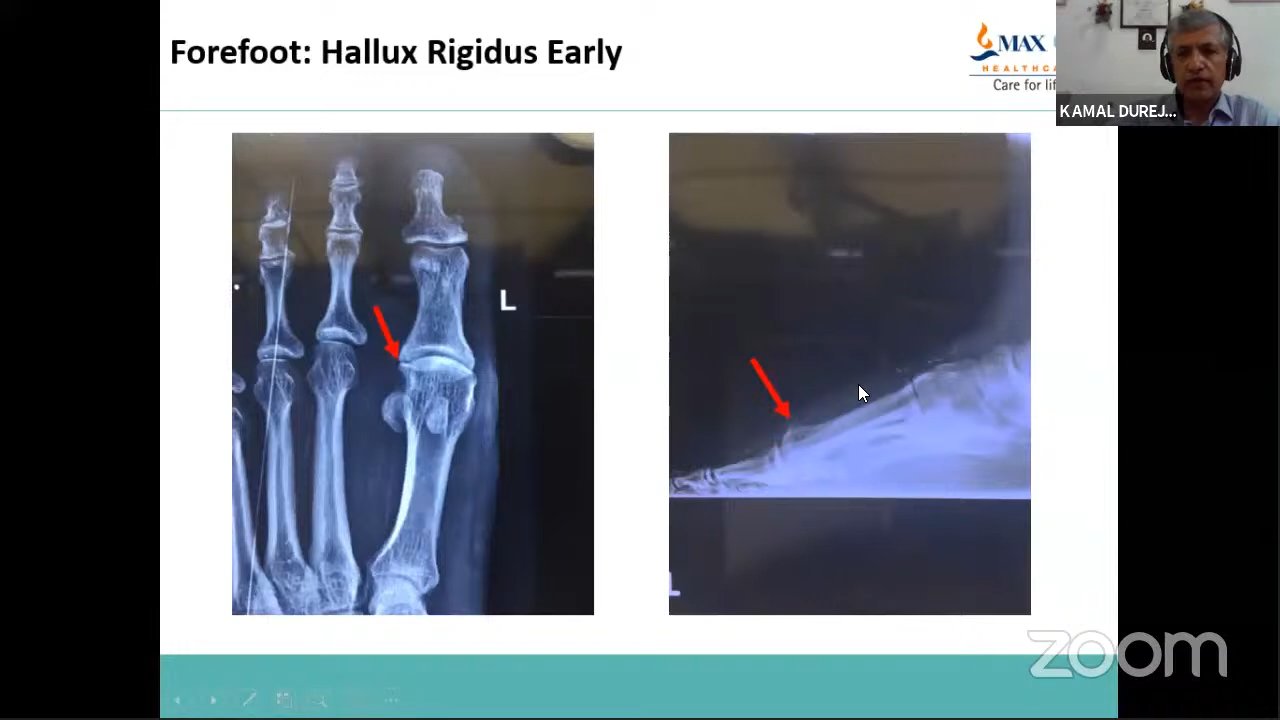 Forefoot: Hallux Rigidus Early
MAX
HEALTHCA
Care for lif
KAMAL DUREJ...
L
L
zoom